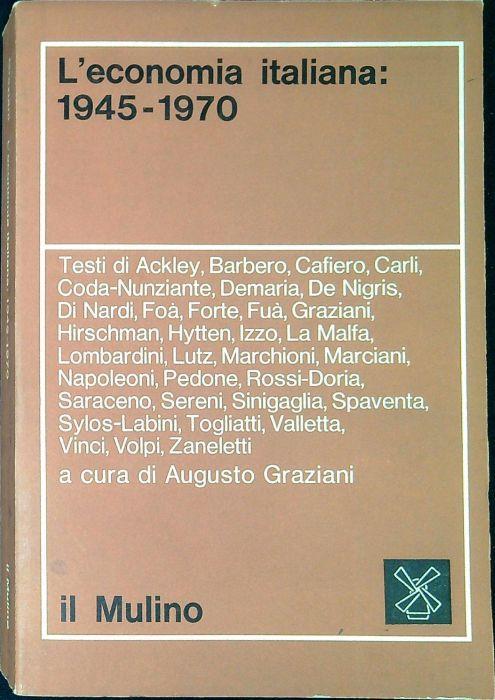 L'economia italiana:
1945-1970
Testi di Ackley, Barbero, Cafiero, Carli,
Coda-Nunziante, Demaria, De Nigris,
Di Nardi, Foà, Forte, Fuà, Graziani,
Hirschman, Hytten, Izzo, La Malfa,
Lombardini, Lutz, Marchioni, Marciani,
Napoleoni, Pedone, Rossi-Doria,
Saraceno, Sereni, Sinigaglia, Spaventa,
Sylos-Labini, Togliatti, Valletta,
Vinci, Volpi, Zaneletti
a cura di Augusto Graziani
il Mulino
il Mulino